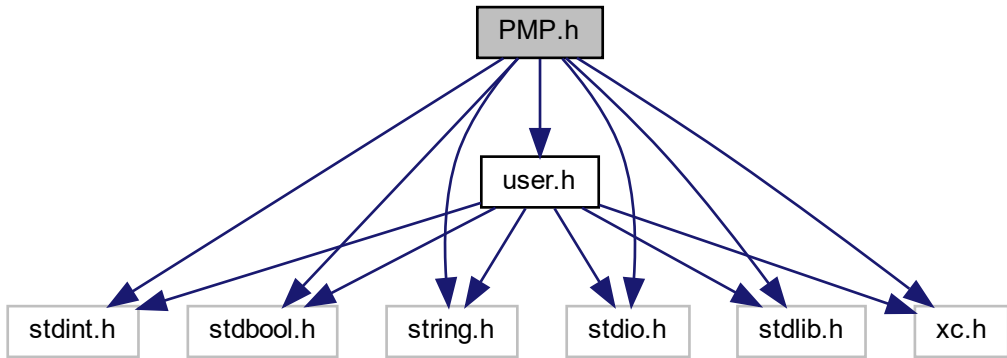 PMP.h
user.h
stdint.h
stdbool.h
string.h
stdio.h
stdlib.h
xc.h